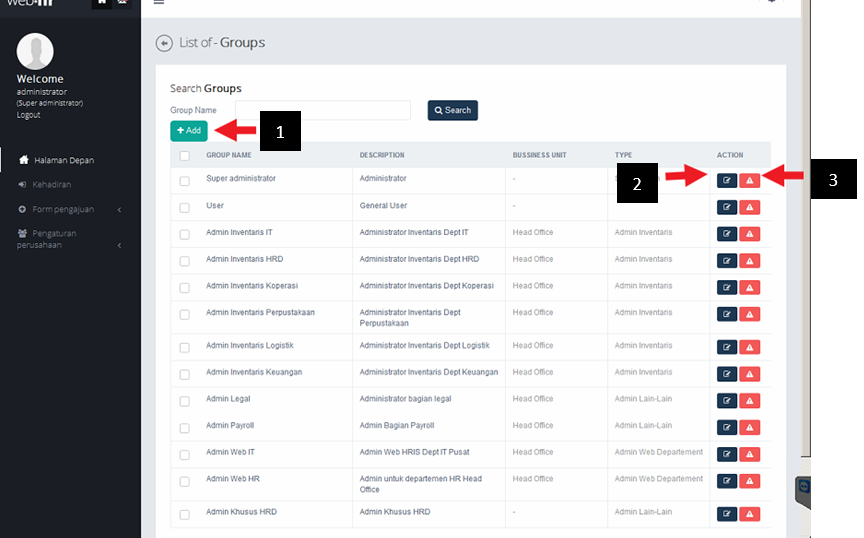 web·hr
Welcome
administrator
(Super administrator)
Logout
Halaman Depan
Kehadiran
Form pengajuan
Pengaturan
perusahaan
List of - Groups
Search Groups
Group Name
Search
+ Add
1
GROUP NAME DESCRIPTION BUSSINESS UNIT TYPE ACTION
2
3
Super administrator Administrator -
User General User -
Admin Inventaris IT Administrator Inventaris Dept IT Head Office Admin Inventaris
Admin Inventaris HRD Administrator Inventaris Dept HRD Head Office Admin Inventaris
Admin Inventaris Koperasi Administrator Inventaris Dept Koperasi Head Office Admin Inventaris
Admin Inventaris Perpustakaan Administrator Inventaris Dept Head Office Admin Inventaris
Perpustakaan
Admin Inventaris Logistik Administrator Inventaris Dept Logistik Head Office Admin Inventaris
Admin Inventaris Keuangan Administrator Inventaris Dept Keuangan Head Office Admin Inventaris
Admin Legal Administrator bagian legal Head Office Admin Lain-Lain
Admin Payroll Admin Bagian Payroll Head Office Admin Lain-Lain
Admin Web IT Admin Web HRIS Dept IT Pusat Head Office Admin Web Departement
Admin Web HR Admin untuk departemen HR Head Head Office Admin Web Departement
Office
Admin Khusus HRD Admin Khusus HRD - Admin Lain-Lain